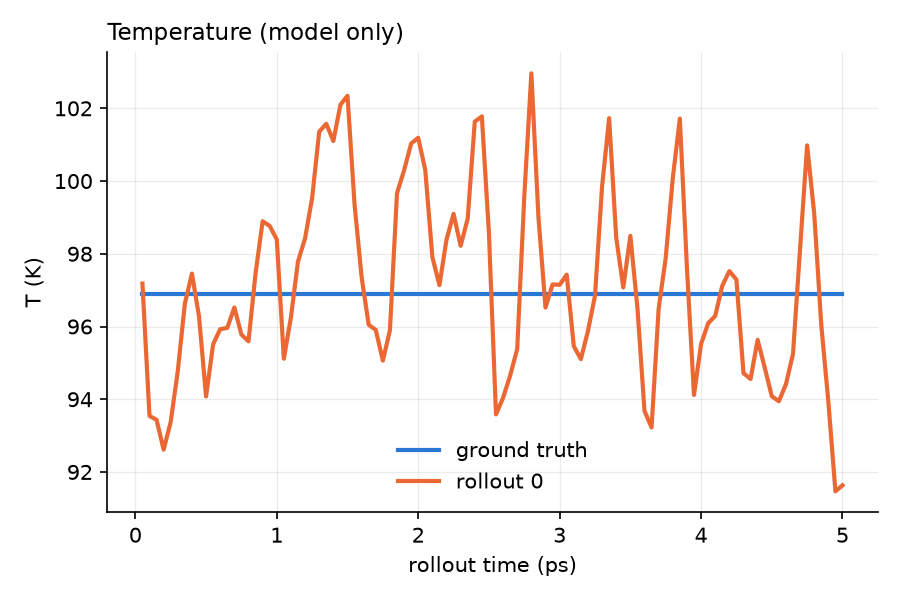 Temperature (model only)
T (K)
102
100
98
96
94
92
ground truth
rollout 0
0 1 2 3 4 5
rollout time (ps)